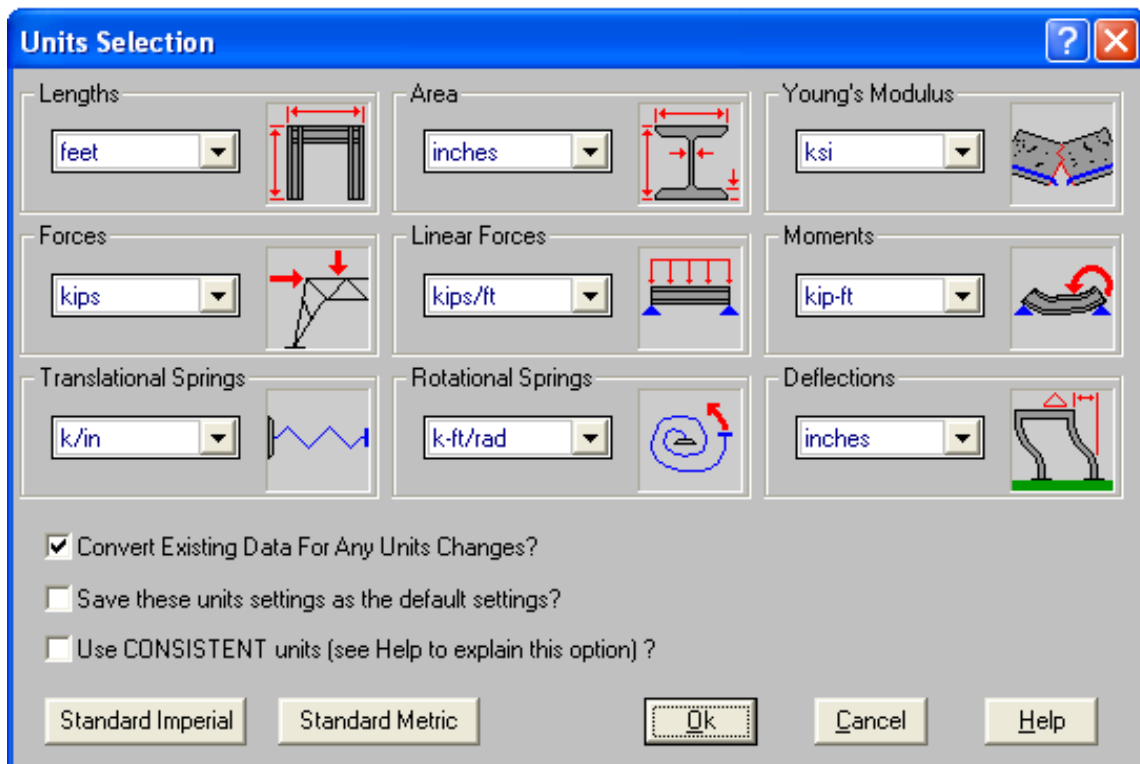 Units Selection
Lengths
Area
Young's Modulus
feet
inches
ksi
Forces
Linear Forces
Moments
kips
kips/ft
kip-ft
Translational Springs
Rotational Springs
Deflections
k/in
k-ft/rad
inches
Convert Existing Data For Any Units Changes?
Save these units settings as the default settings?
Use CONSISTENT units (see Help to explain this option) ?
Standard Imperial
Standard Metric
Ok
Cancel
Help